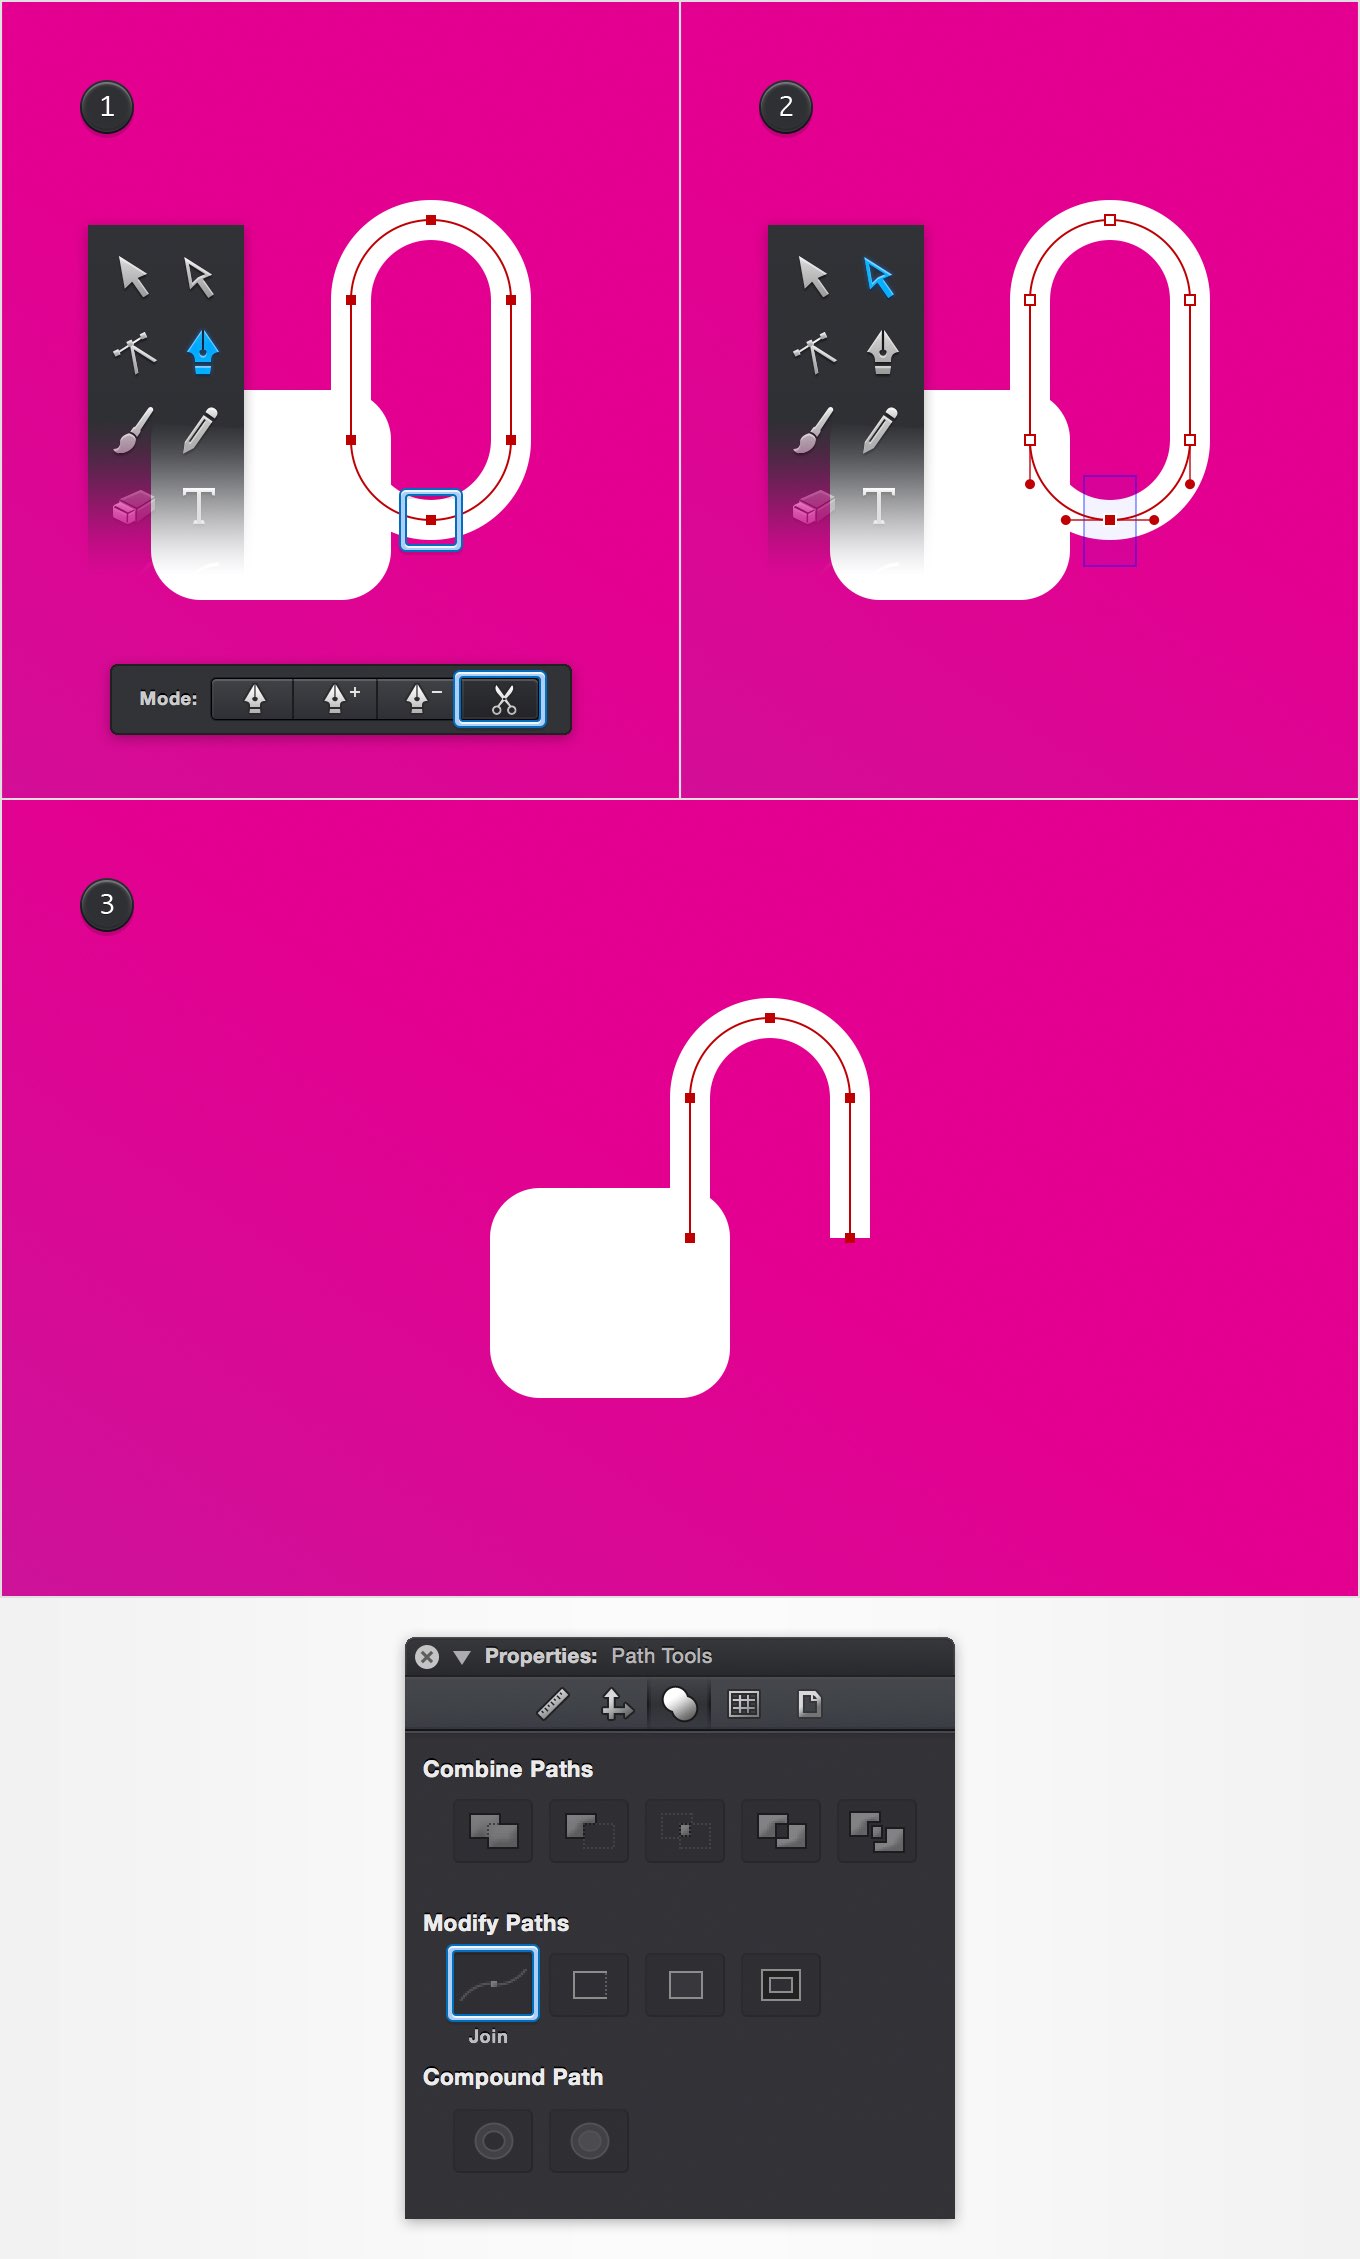 1
2
Mode:
3
Properties: Path Tools
Combine Paths
Modify Paths
Join
Compound Path